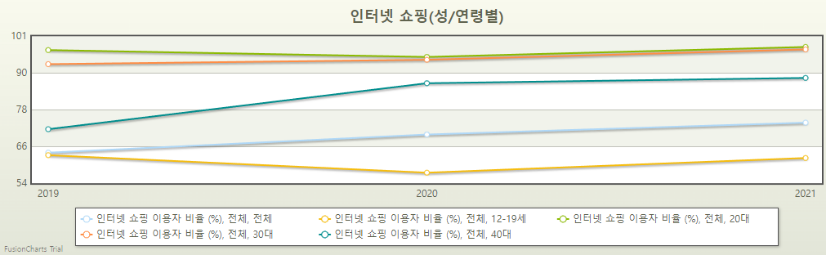 인터넷 쇼핑(성/연령별)
101
90
78
66
54
2019 2020 2021
인터넷 쇼핑 이용자 비율 (%), 전체, 전체 인터넷 쇼핑 이용자 비율 (%), 전체, 12-19세 인터넷 쇼핑 이용자 비율 (%), 전체, 20대
인터넷 쇼핑 이용자 비율 (%), 전체, 30대 인터넷 쇼핑 이용자 비율 (%), 전체, 40대
FusionCharts Trial